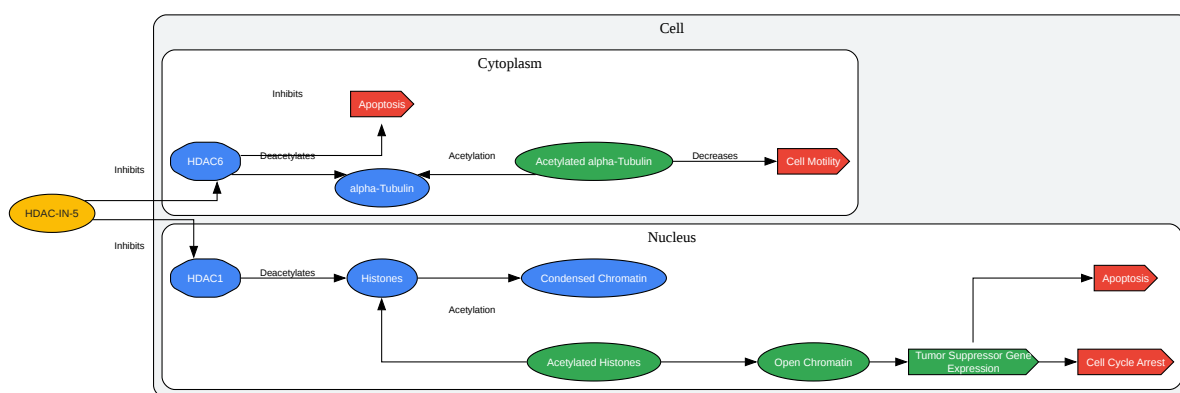 Cell
Cytoplasm
Inhibits
Apoptosis
HDAC6
Deacetylates
Acetylation
Acetylated alpha-Tubulin
Decreases
Cell Motility
Inhibits
alpha-Tubulin
HDAC-IN-5
Nucleus
Inhibits
HDAC1
Deacetylates
Histones
Condensed Chromatin
Apoptosis
Acetylation
Acetylated Histones
Open Chromatin
Tumor Suppressor Gene
Expression
Cell Cycle Arrest